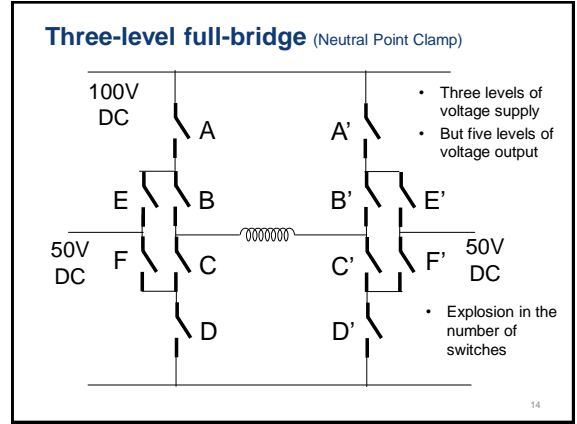 Three-level full-bridge (Neutral Point Clamp)
100V
DC
A
A’
• Three levels of
voltage supply
• But five levels of
voltage output
E
B
B’
E’
50V
DC
F
C
C’
F’
50V
DC
D
D’
• Explosion in the
number of
switches
14